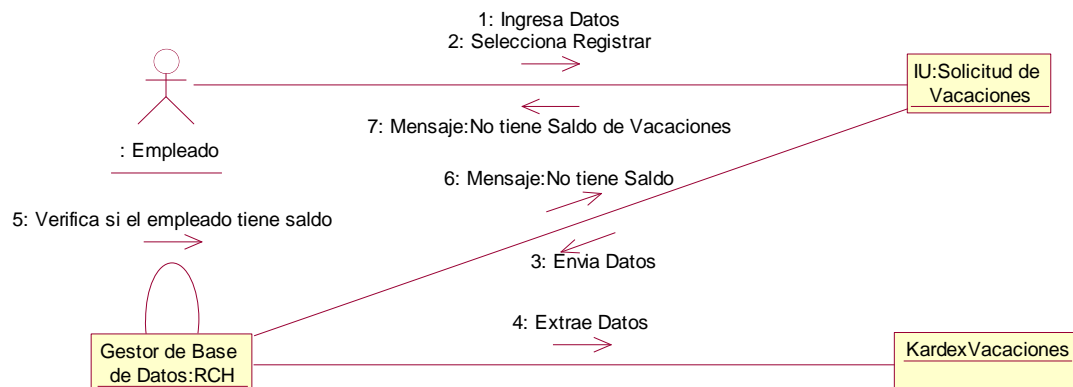 1: Ingresa Datos
2: Selecciona Registrar
IU:Solicitud de
Vacaciones
7: Mensaje:No tiene Saldo de Vacaciones
: Empleado
6: Mensaje:No tiene Saldo
5: Verifica si el empleado tiene saldo
3: Envia Datos
4: Extrae Datos
Gestor de Base
de Datos:RCH
KardexVacaciones